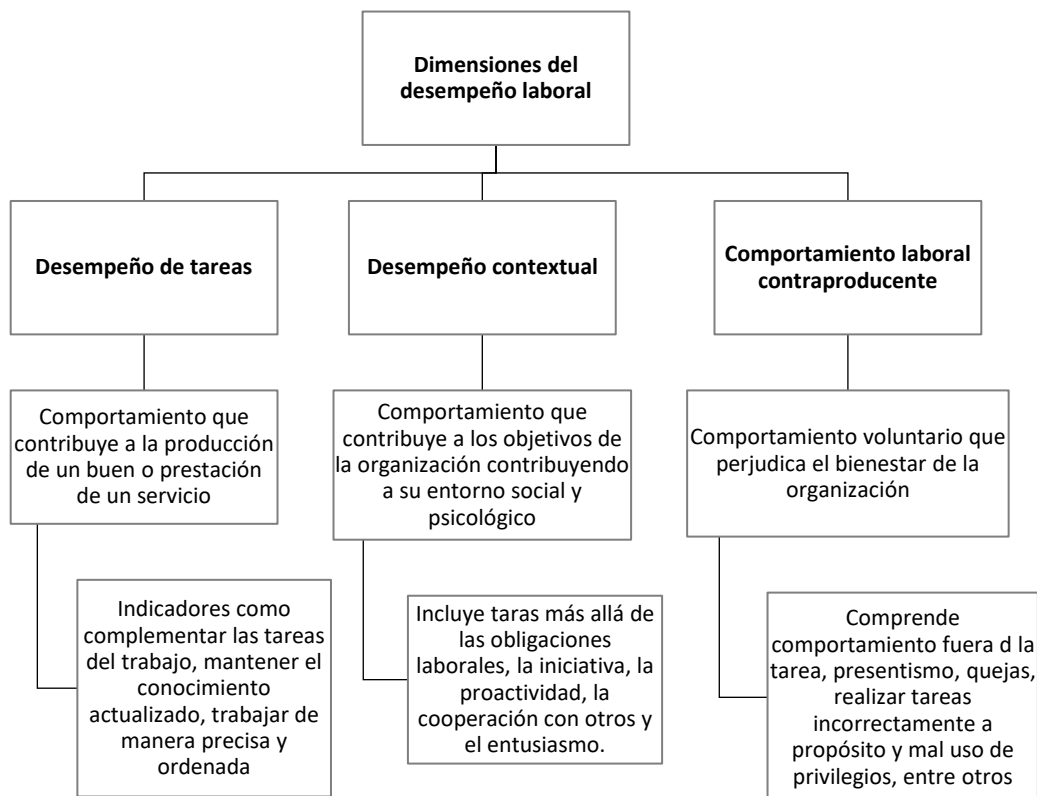 Dimensiones del
desempeño laboral
Desempeño de tareas
Desempeño contextual
Comportamiento laboral
contraproducente
Comportamiento que
contribuye a la producción
de un buen o prestación
de un servicio
Comportamiento que
contribuye a los objetivos de
la organización contribuyendo
a su entorno social y
psicológico
Comportamiento voluntario que
perjudica el bienestar de la
organización
Indicadores como
complementar las tareas
del trabajo, mantener el
conocimiento
actualizado, trabajar de
manera precisa y
ordenada
Incluye taras más allá de
las obligaciones
laborales, la iniciativa, la
proactividad, la
cooperación con otros y
el entusiasmo.
Comprende
comportamiento fuera d la
tarea, presentismo, quejas,
realizar tareas
incorrectamente a
propósito y mal uso de
privilegios, entre otros